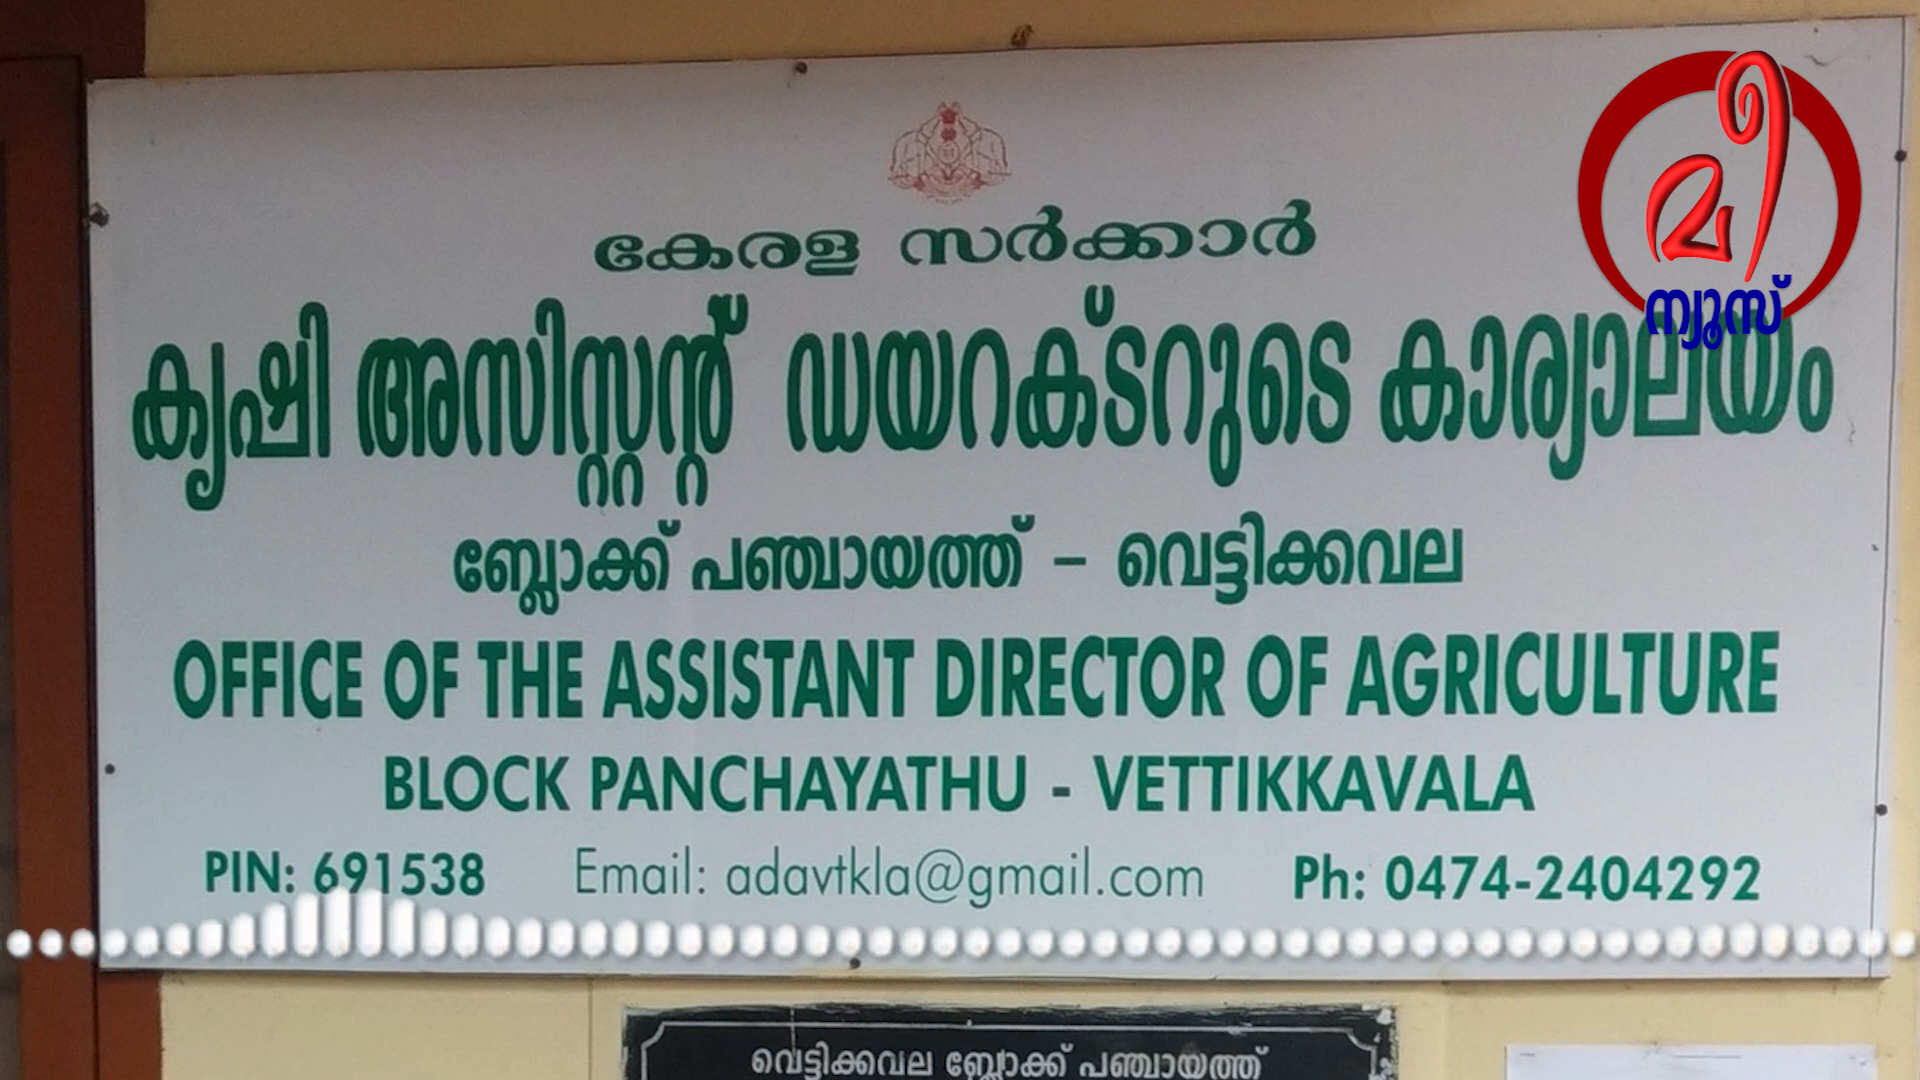 കേരള സർക്കാർ
കൃഷി അസിസ്റ്റന്റ് ഡയറക്ടറുടെ കാര്യാലയം
ബ്ലോക്ക് പഞ്ചായത്ത് – വെട്ടിക്കവല
OFFICE OF THE ASSISTANT DIRECTOR OF AGRICULTURE
BLOCK PANCHAYATHU - VETTIKKAVALA
PIN: 691538 Email: adavtkla@gmail.com Ph: 0474-2404292
വെട്ടിക്കവല ബ്ലോക്ക് പഞ്ചായത്ത്
മീ
ന്യൂസ്